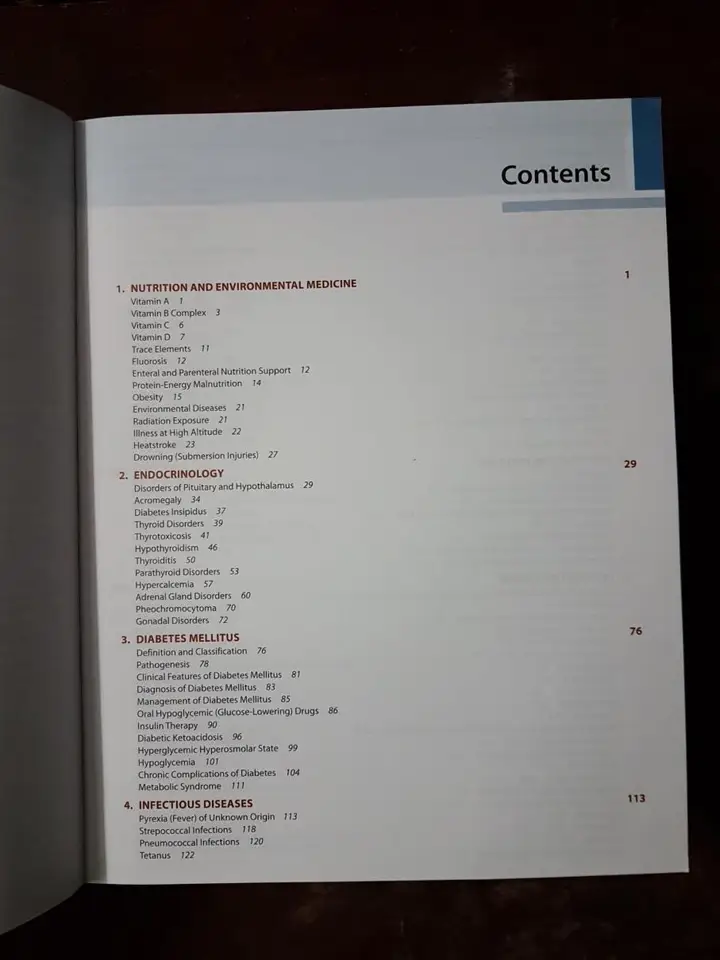 Contents
1. NUTRITION AND ENVIRONMENTAL MEDICINE 1
Vitamin A 1
Vitamin B Complex 3
Vitamin C 6
Vitamin D 7
Trace Elements 11
Fluorosis 12
Enteral and Parenteral Nutrition Support 12
Protein-Energy Malnutrition 14
Obesity 15
Environmental Diseases 21
Radiation Exposure 21
Illness at High Altitude 22
Heatstroke 23
Drowning (Submersion Injuries) 27
2. ENDOCRINOLOGY 29
Disorders of Pituitary and Hypothalamus 29
Acromegaly 34
Diabetes Insipidus 37
Thyroid Disorders 39
Thyrotoxicosis 41
Hypothyroidism 46
Thyroiditis 50
Parathyroid Disorders 53
Hypercalcemia 57
Adrenal Gland Disorders 60
Pheochromocytoma 70
Gonadal Disorders 72
3. DIABETES MELLITUS 76
Definition and Classification 76
Pathogenesis 78
Clinical Features of Diabetes Mellitus 81
Diagnosis of Diabetes Mellitus 83
Management of Diabetes Mellitus 85
Oral Hypoglycemic (Glucose-Lowering) Drugs 86
Insulin Therapy 90
Diabetic Ketoacidosis 96
Hyperglycemic Hyperosmolar State 99
Hypoglycemia 101
Chronic Complications of Diabetes 104
Metabolic Syndrome 111
4. INFECTIOUS DISEASES 113
Pyrexia (Fever) of Unknown Origin 113
Strepococcal Infections 118
Pneumococcal Infections 120
Tetanus 122